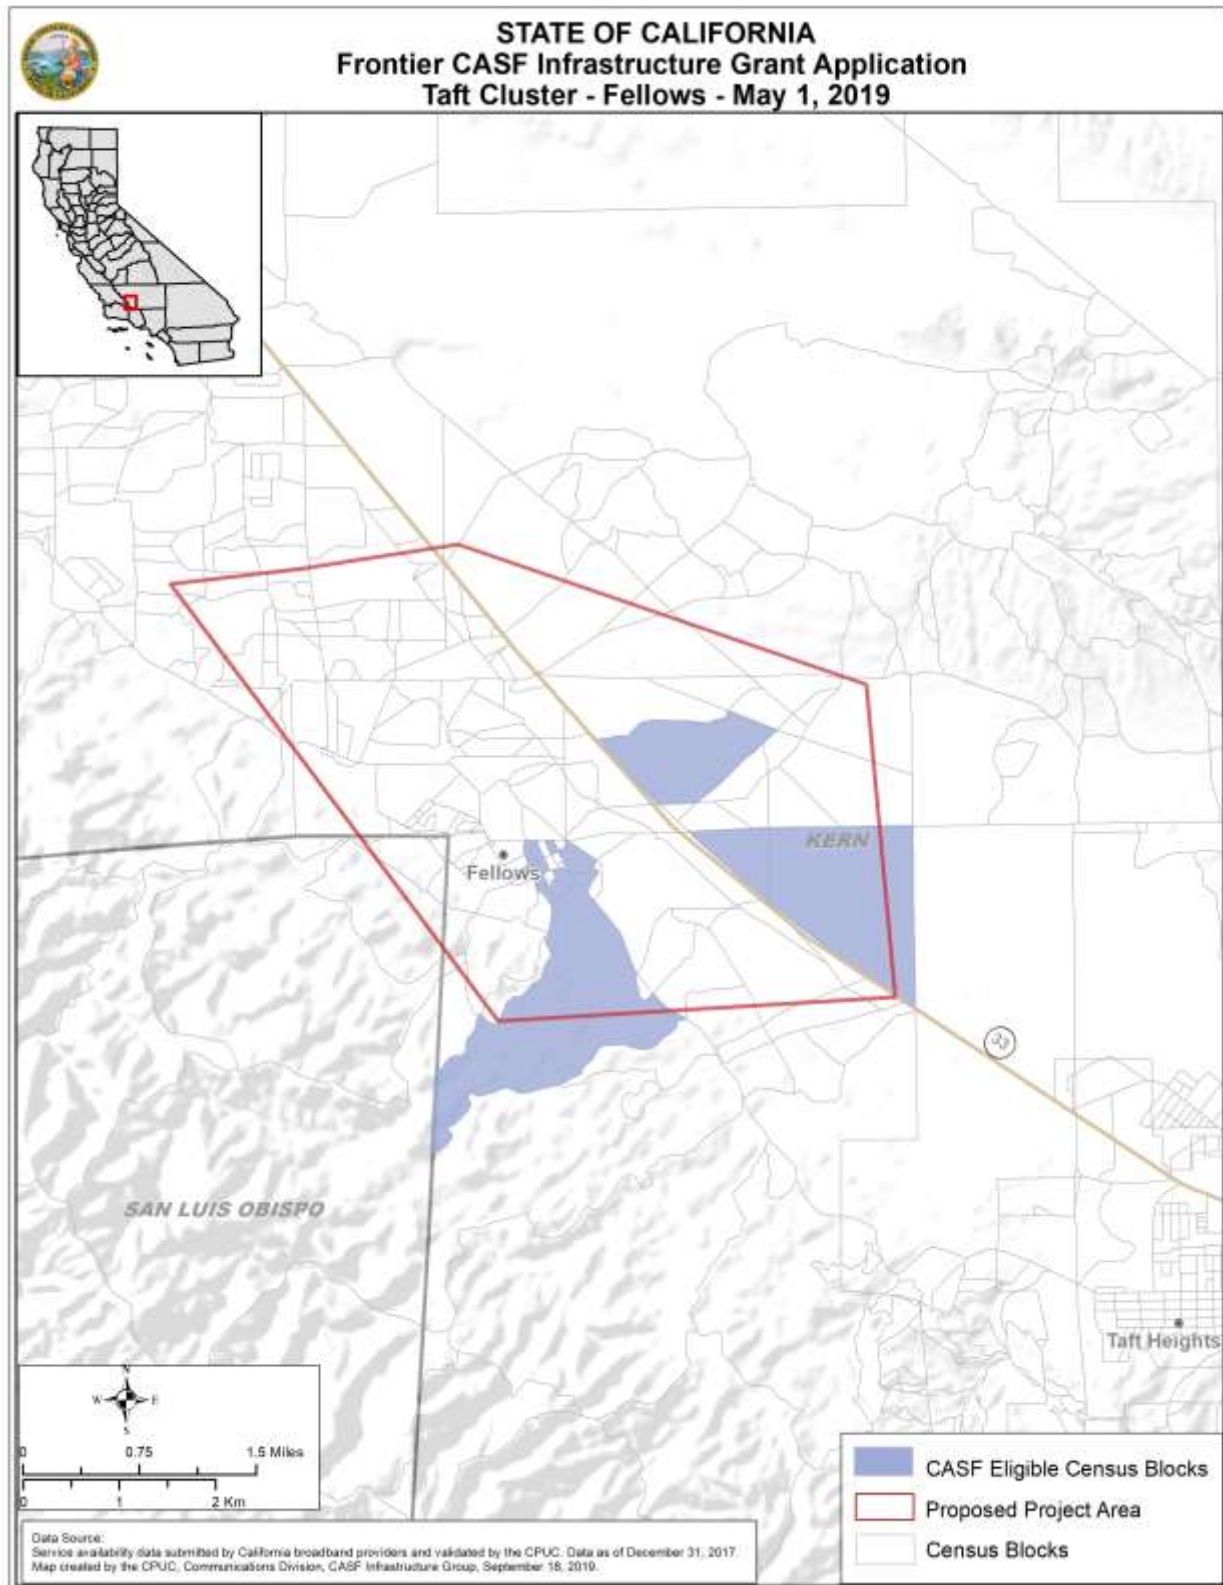 STATE OF CALIFORNIA
Frontier CASF Infrastructure Grant Application
Taft Cluster - Fellows - May 1, 2019
KERN
Fellows
33
SAN LUIS OBISPO
Taft Heights
N
W E
S
0 0.75 1.5 Miles
0 1 2 Km
CASF Eligible Census Blocks
Proposed Project Area
Census Blocks
Data Source:
Service availability data submitted by California broadband providers and validated by the CPUC. Data as of December 31, 2017.
Map created by the CPUC, Communications Division, CASF Infrastructure Group, September 18, 2019.